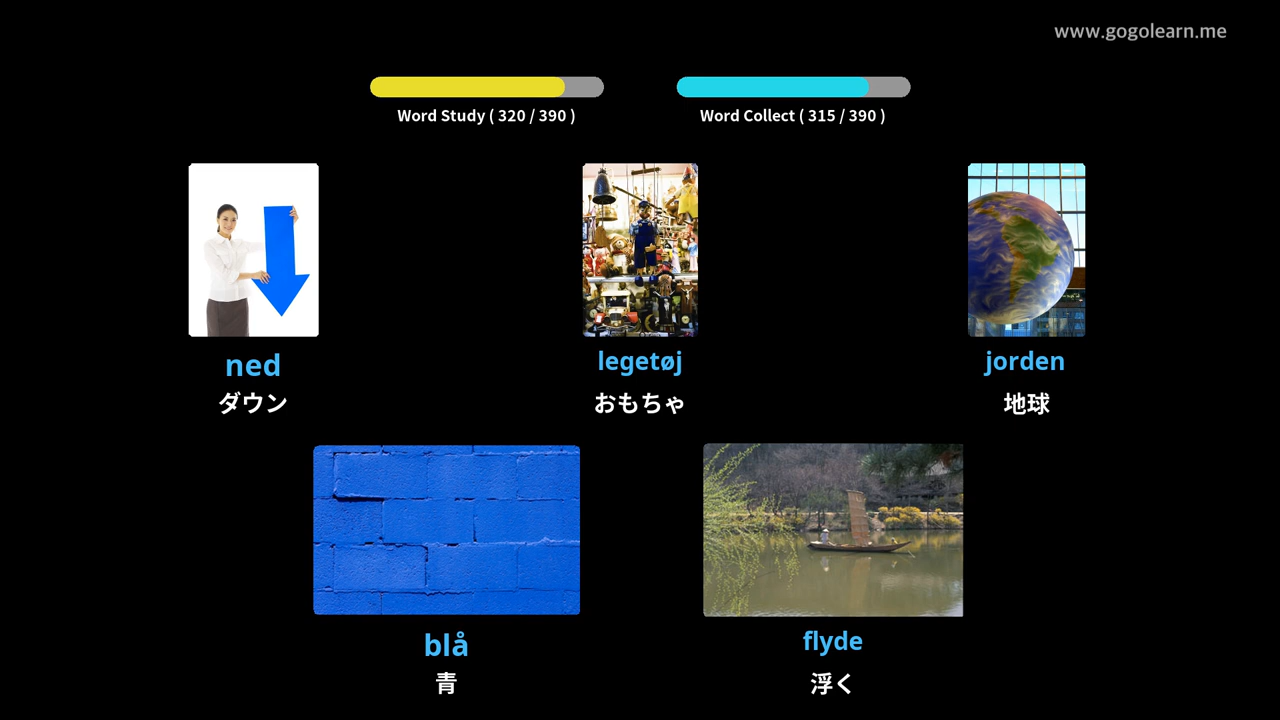 www.gogolearn.me
Word Study ( 320 / 390 )
Word Collect ( 315 / 390 )
ned
ダウン
legetøj
おもちゃ
jorden
地球
blå
青
flyde
浮く